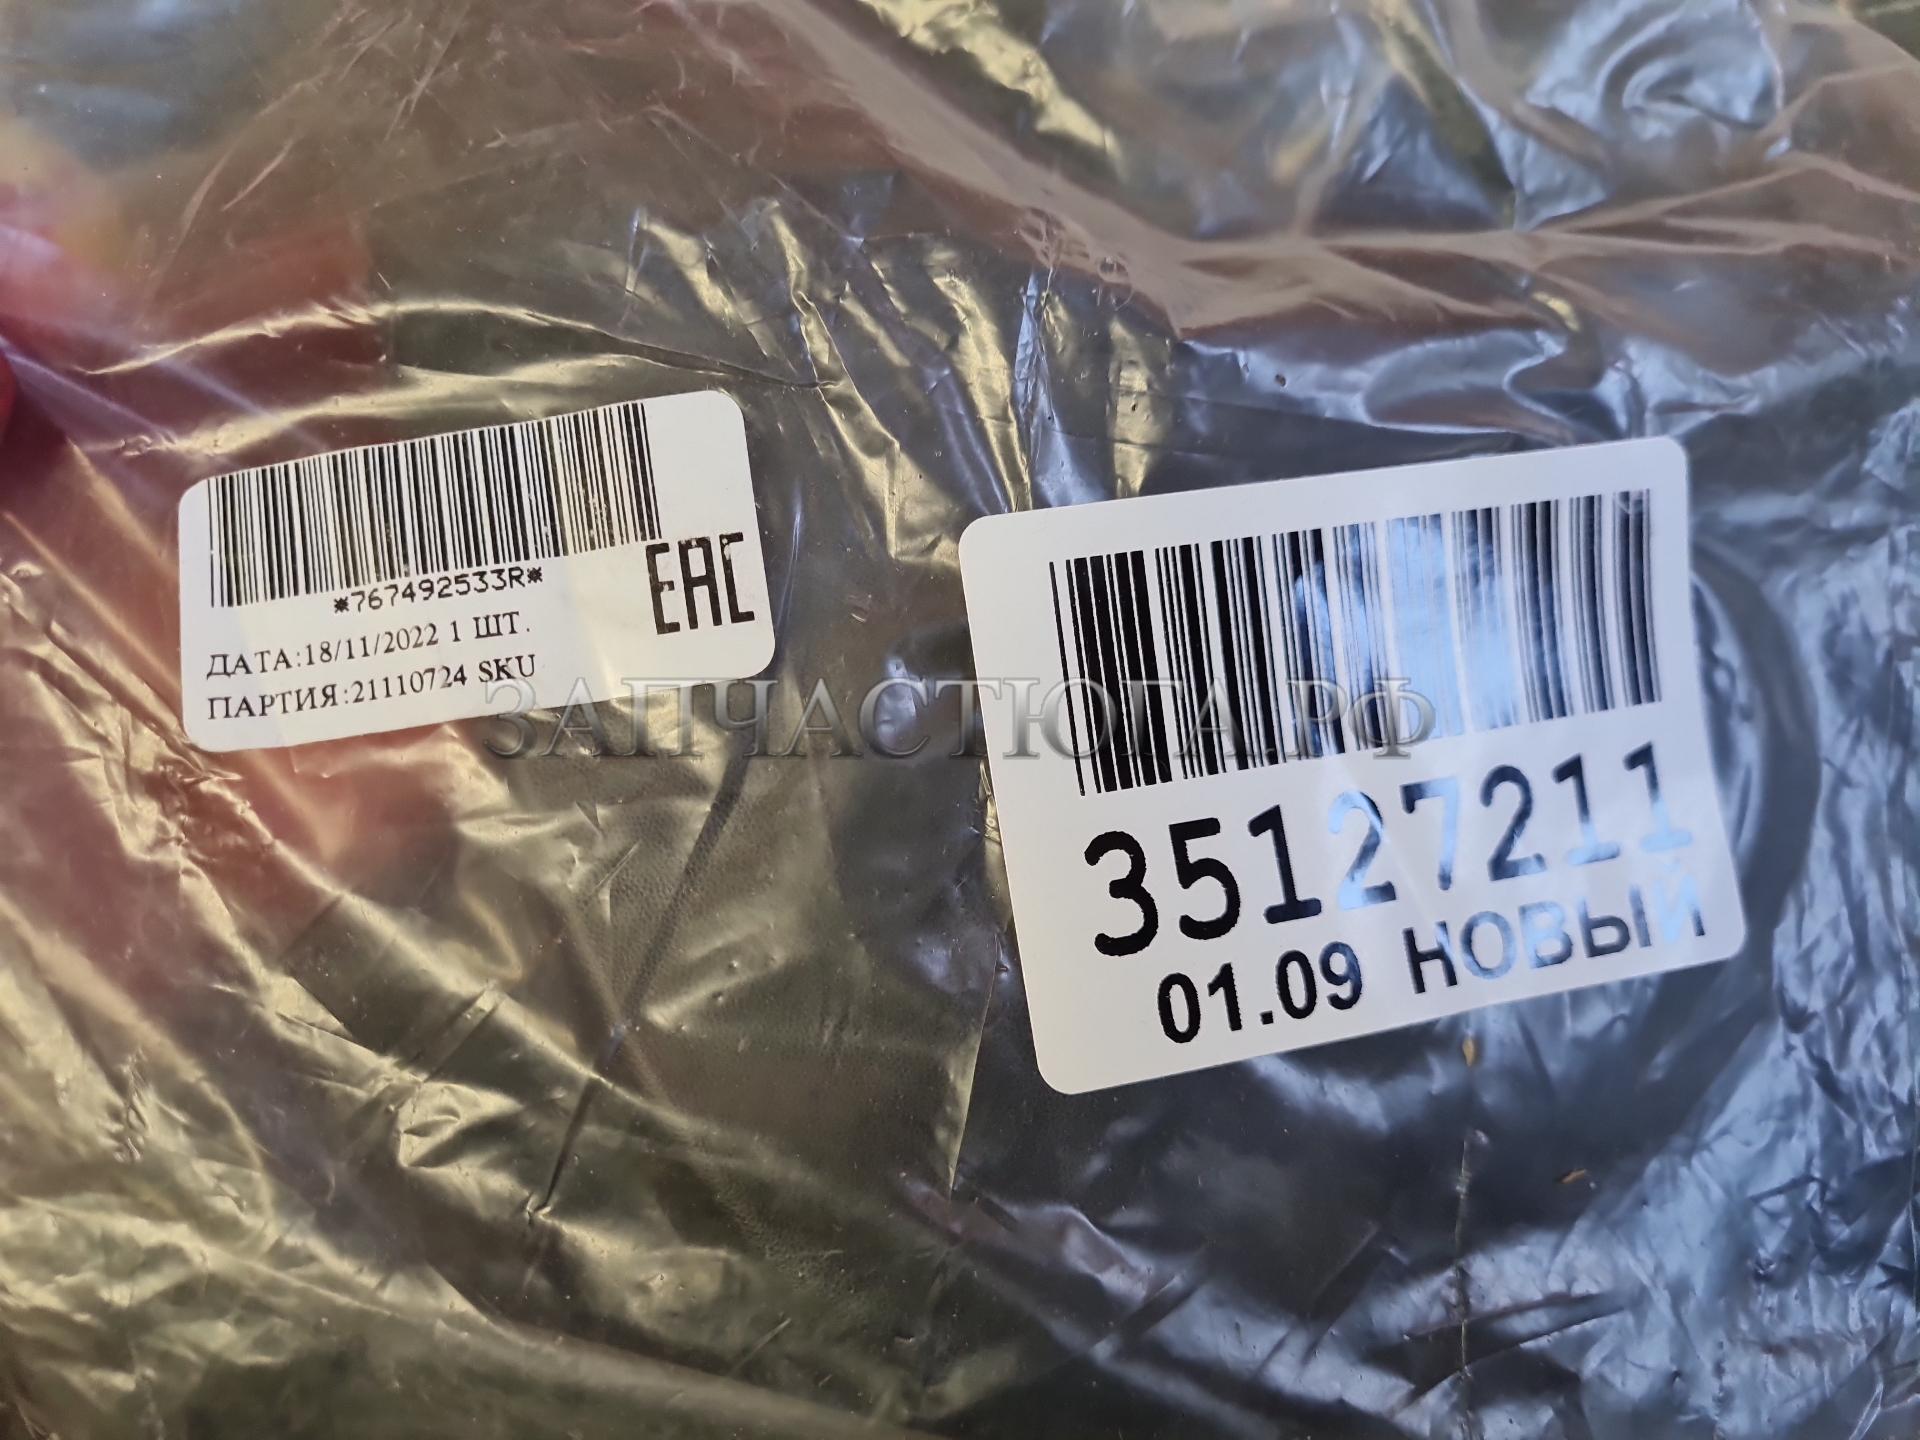 *767492533R*
ДАТА:18/11/2022 1 ШТ.
ПАРТИЯ:21110724 SKU
EAC
ЗАПЧАСТЮГА.РФ
35127211
01.09 НОВЫЙ